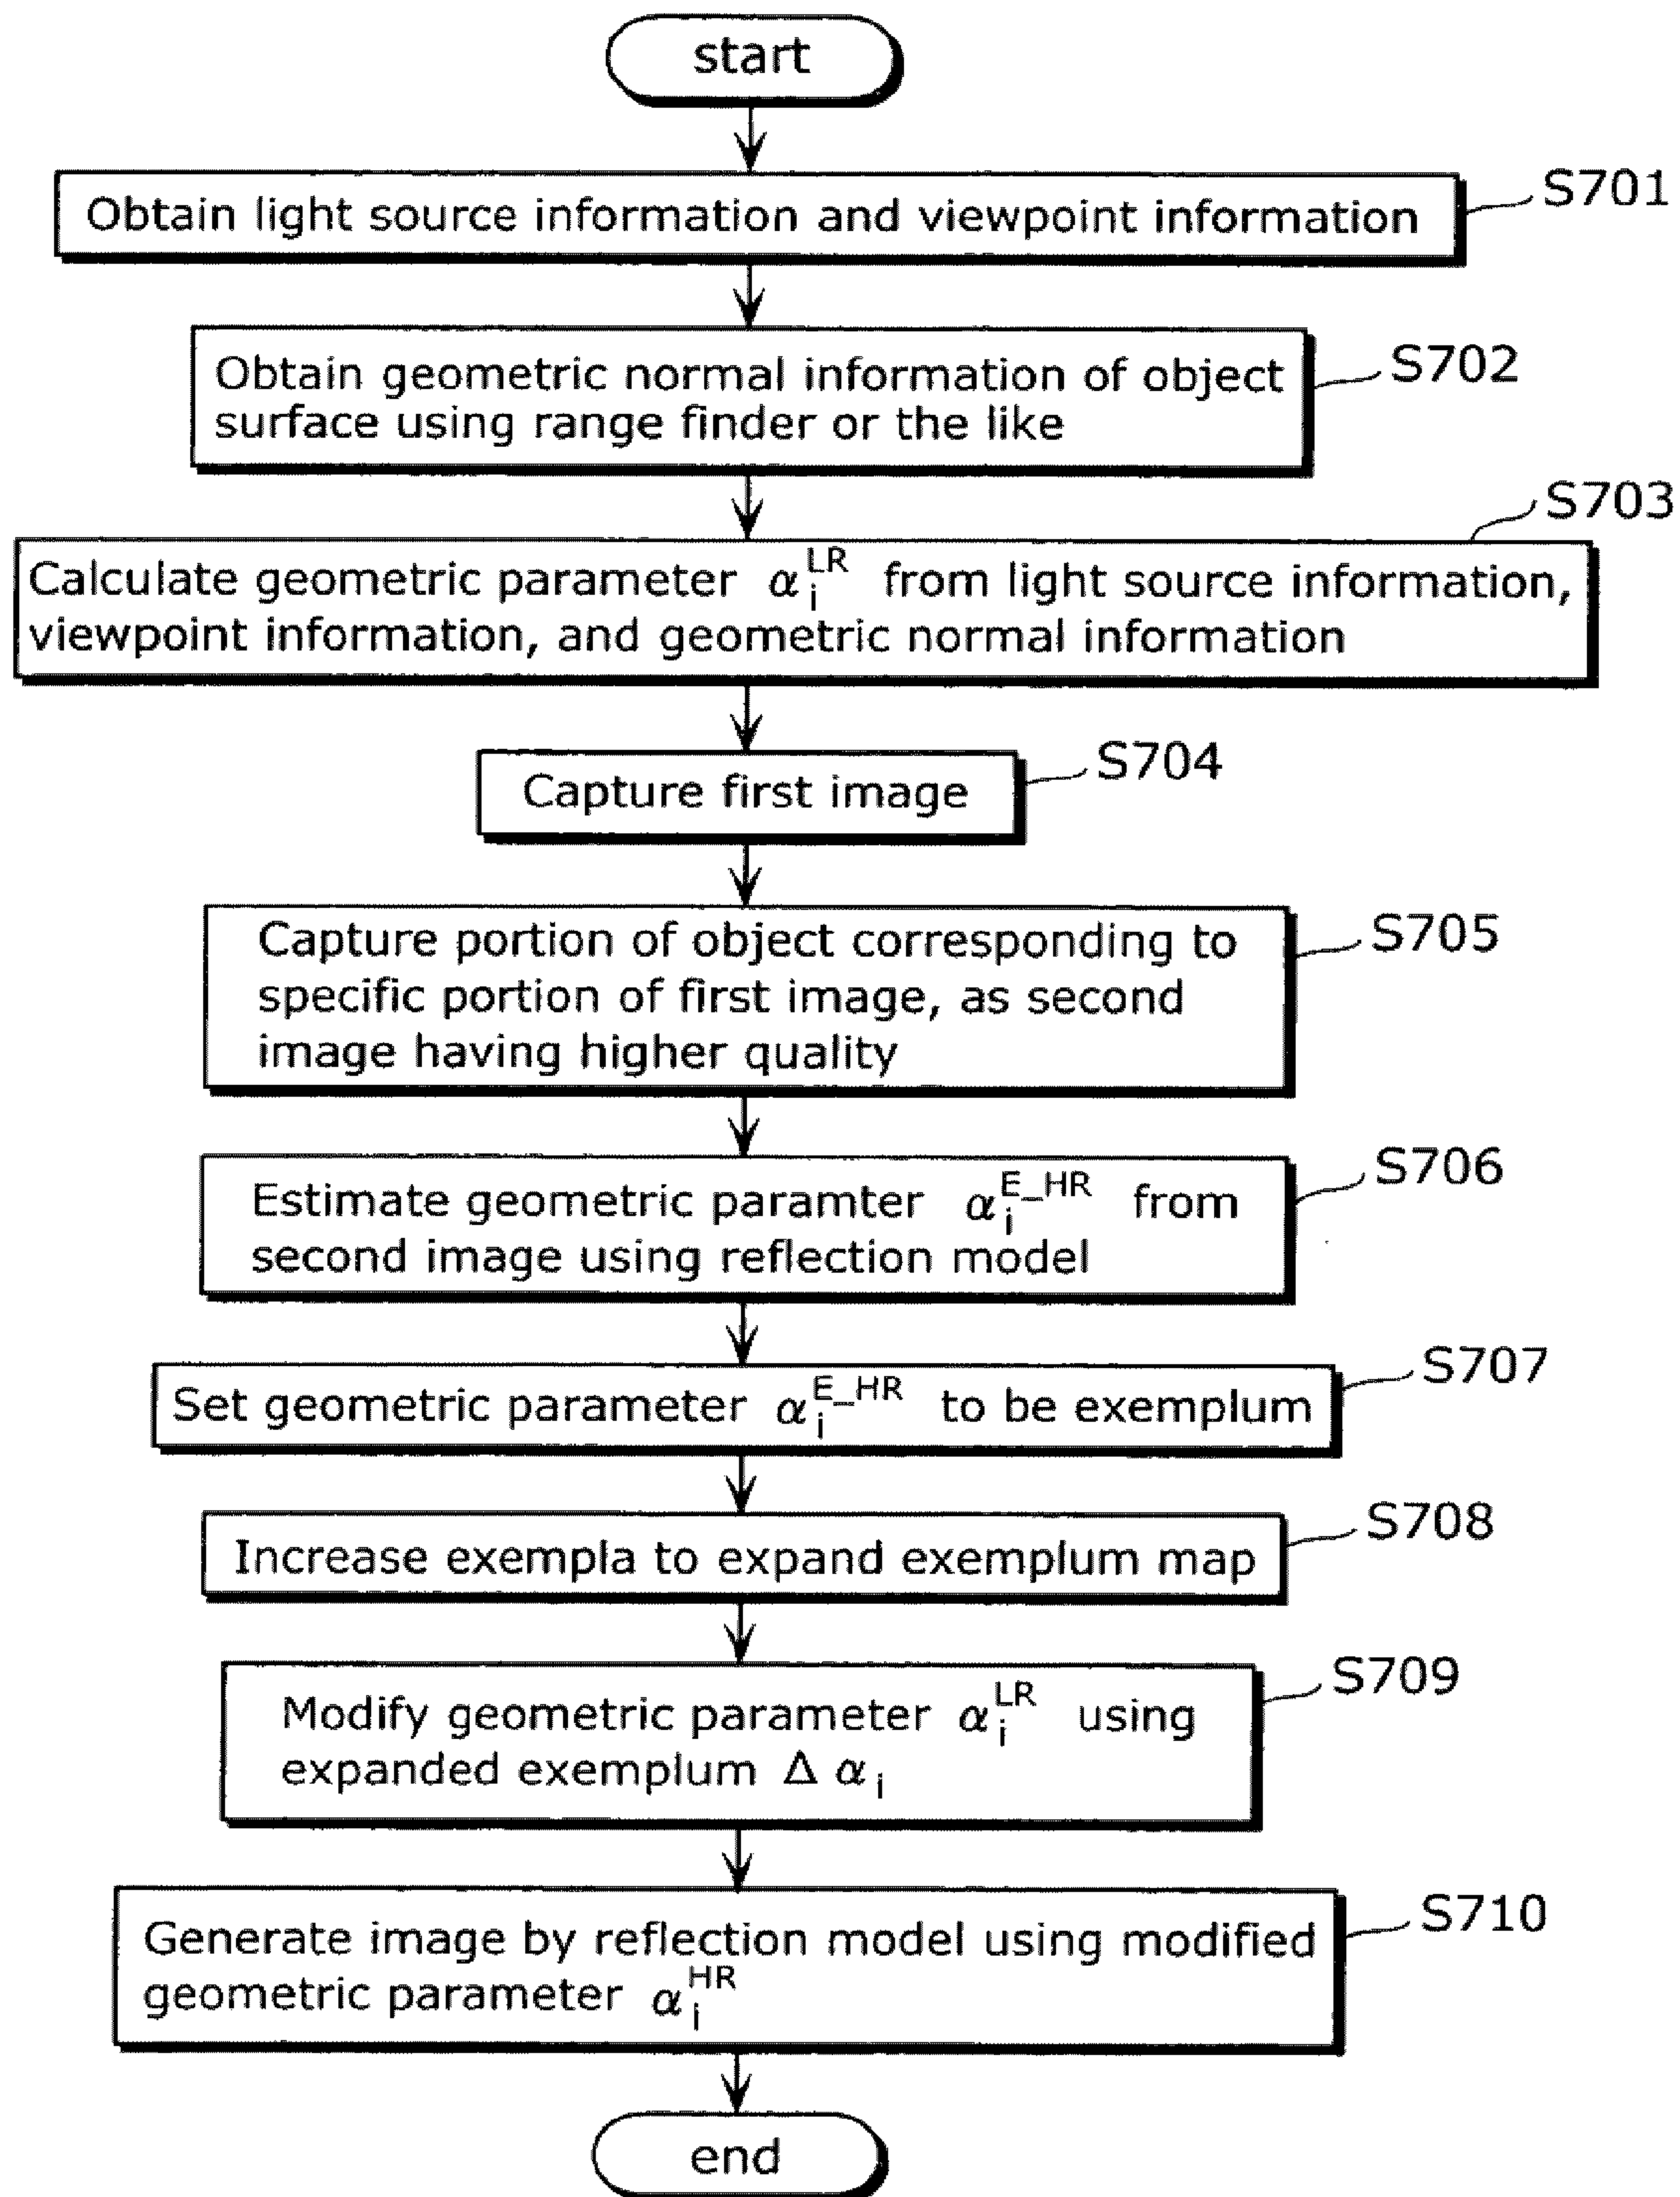 start
S701
Obtain light source information and viewpoint information
S702
Obtain geometric normal information of object
surface using range finder or the like
S703
Calculate geometric parameter α_i^LR from light source information,
viewpoint information, and geometric normal information
S704
Capture first image
S705
Capture portion of object corresponding to
specific portion of first image, as second
image having higher quality
S706
Estimate geometric paramter α_i^E_HR from
second image using reflection model
S707
Set geometric parameter α_i^E_HR to be exemplum
S708
Increase exempla to expand exemplum map
S709
Modify geometric parameter α_i^LR using
expanded exemplum Δ α_i
S710
Generate image by reflection model using modified
geometric parameter α_i^HR
end